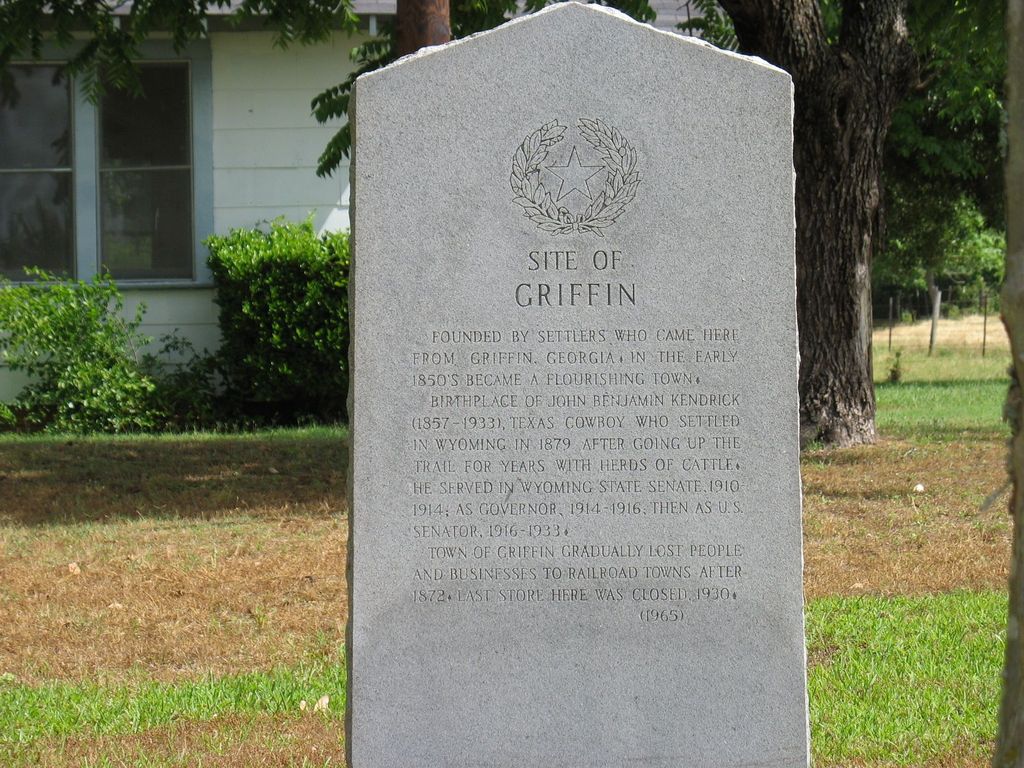 SITE OF
GRIFFIN
FOUNDED BY SETTLERS WHO CAME HERE
FROM GRIFFIN, GEORGIA, IN THE EARLY
1850'S BECAME A FLOURISHING TOWN.
BIRTHPLACE OF JOHN BENJAMIN KENDRICK
(1857-1933), TEXAS COWBOY WHO SETTLED
IN WYOMING IN 1879 AFTER GOING UP THE
TRAIL FOR YEARS WITH HERDS OF CATTLE.
HE SERVED IN WYOMING STATE SENATE, 1910-
1914; AS GOVERNOR, 1914-1916; THEN AS U.S.
SENATOR, 1916-1933.
TOWN OF GRIFFIN GRADUALLY LOST PEOPLE
AND BUSINESSES TO RAILROAD TOWNS AFTER
1872. LAST STORE HERE WAS CLOSED, 1930.
(1965)